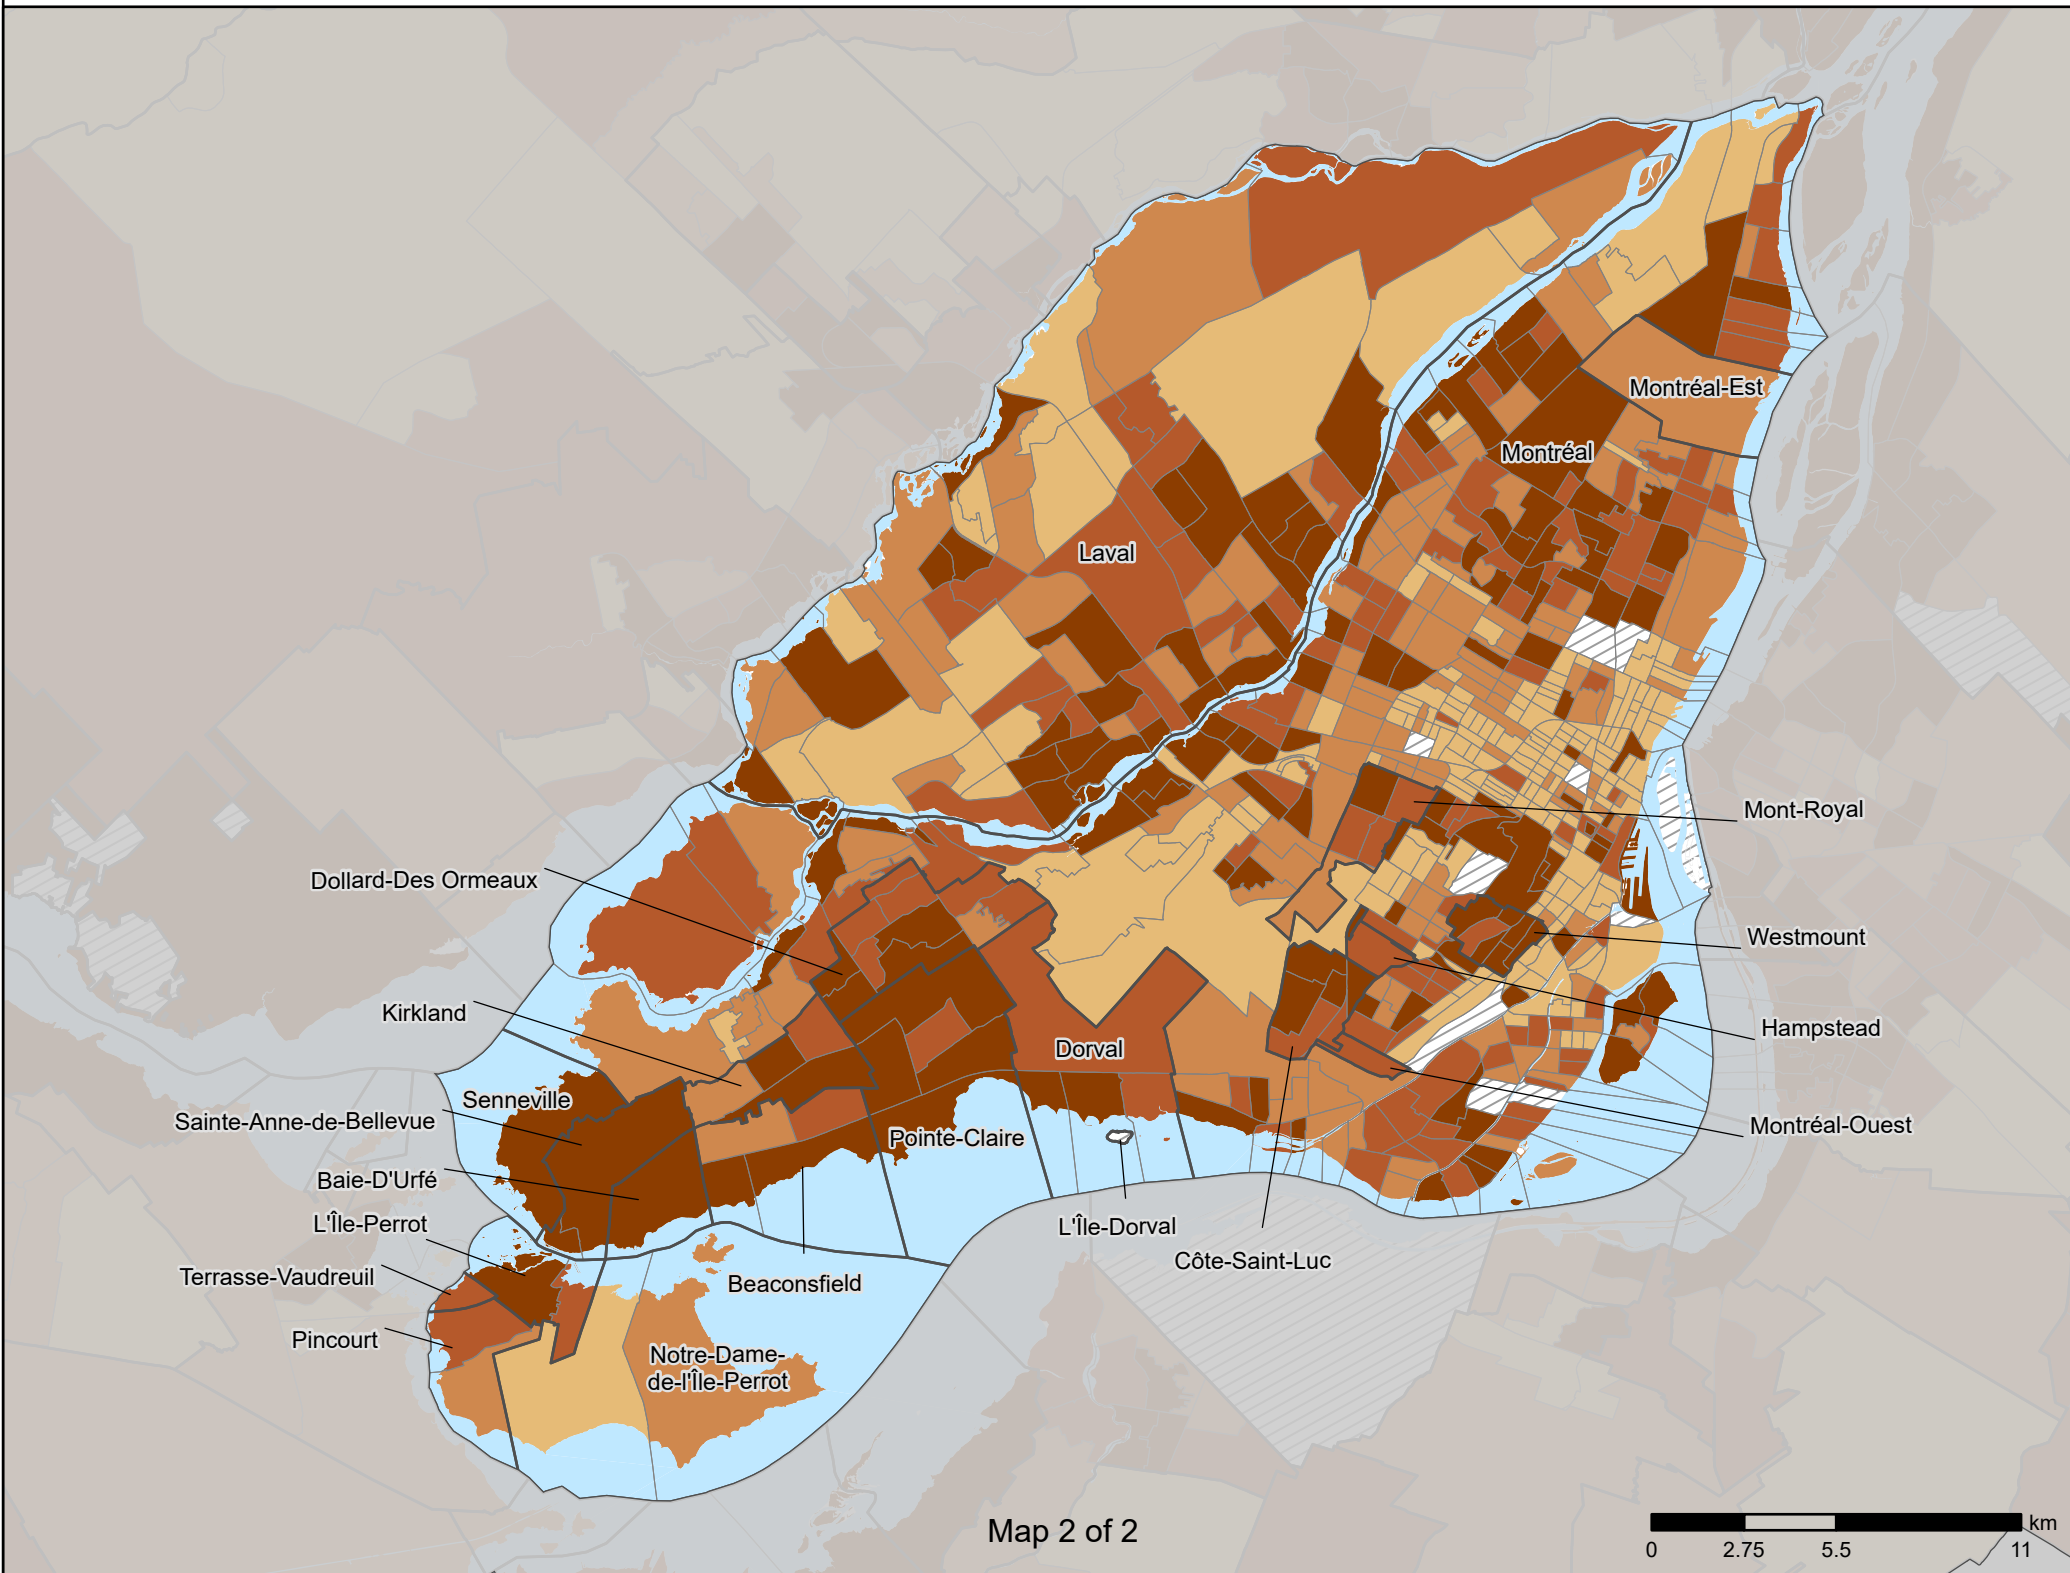 Montréal-Est
Montréal
Laval
Mont-Royal
Dollard-Des Ormeaux
Westmount
Kirkland
Hampstead
Dorval
Senneville
Sainte-Anne-de-Bellevue
Montréal-Ouest
Pointe-Claire
Baie-D'Urfé
L'Île-Perrot
L'Île-Dorval
Côte-Saint-Luc
Terrasse-Vaudreuil
Beaconsfield
Pincourt
Notre-Dame-
de-l'Île-Perrot
Map 2 of 2
km
0 2.75 5.5 11